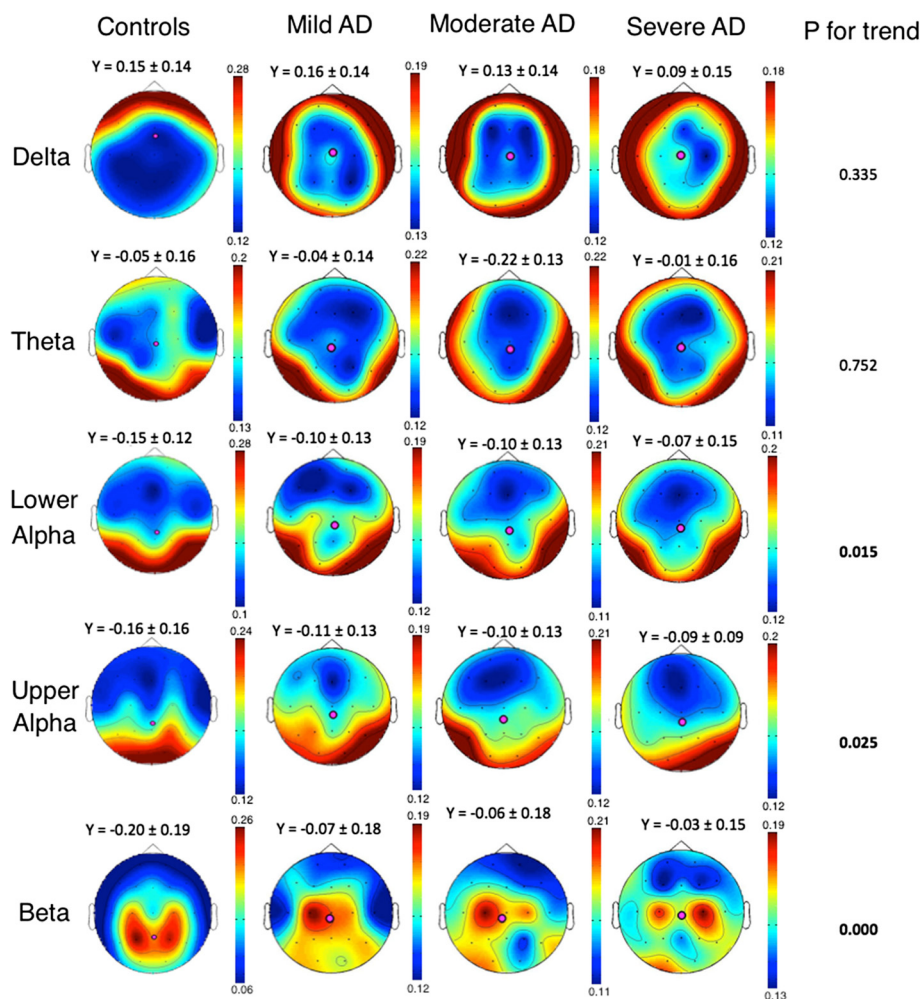 Controls Mild AD Moderate AD Severe AD P for trend
Y = 0.15 ± 0.14 Y = 0.16 ± 0.14 Y = 0.13 ± 0.14 Y = 0.09 ± 0.15
0.28 0.19 0.18 0.18
Delta 0.335
0.12 0.13 0.12 0.12
Y = -0.05 ± 0.16 Y = -0.04 ± 0.14 Y = -0.22 ± 0.13 Y = -0.01 ± 0.16
0.2 0.22 0.22 0.21
Theta 0.752
0.13 0.12 0.12 0.11
Y = -0.15 ± 0.12 Y = -0.10 ± 0.13 Y = -0.10 ± 0.13 Y = -0.07 ± 0.15
0.28 0.19 0.21 0.2
Lower
Alpha 0.015
0.1 0.12 0.11 0.12
Y = -0.16 ± 0.16 Y = -0.11 ± 0.13 Y = -0.10 ± 0.13 Y = -0.09 ± 0.09
0.24 0.19 0.21 0.2
Upper
Alpha 0.025
0.12 0.12 0.12 0.12
Y = -0.20 ± 0.19 Y = -0.07 ± 0.18 Y = -0.06 ± 0.18 Y = -0.03 ± 0.15
0.26 0.19 0.21 0.19
Beta 0.000
0.06 0.12 0.11 0.13